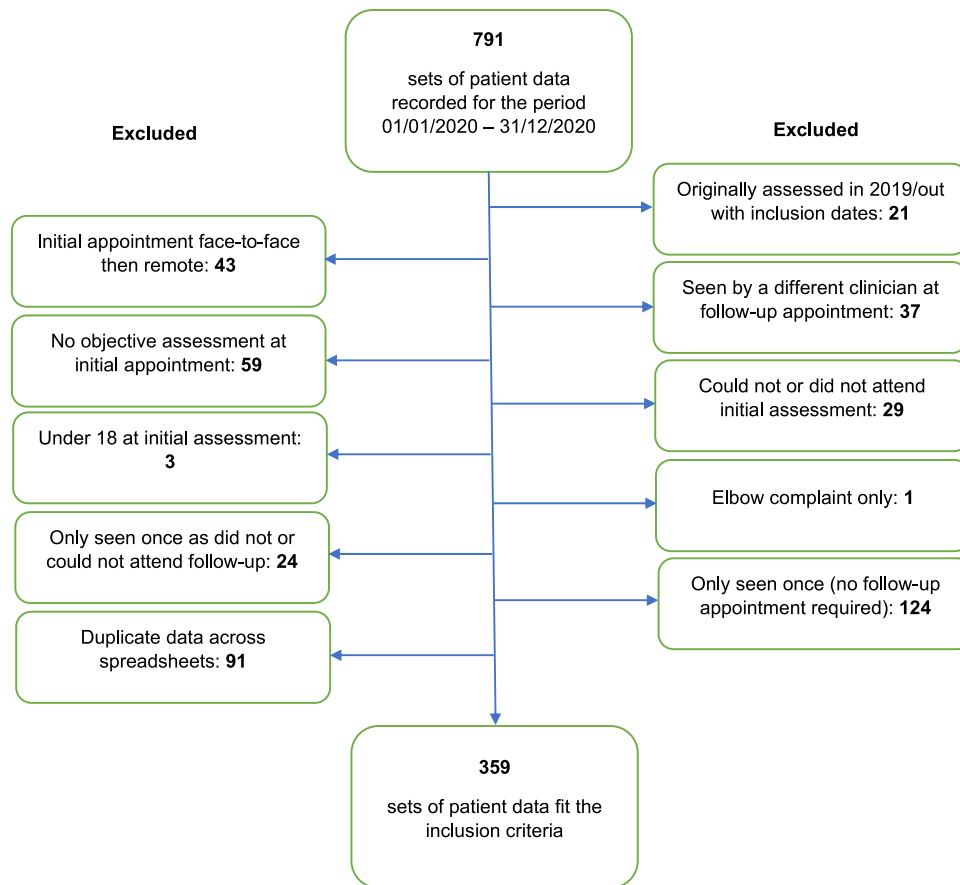 791
sets of patient data
recorded for the period
01/01/2020 – 31/12/2020
Excluded
Excluded
Originally assessed in 2019/out
with inclusion dates: 21
Initial appointment face-to-face
then remote: 43
Seen by a different clinician at
follow-up appointment: 37
No objective assessment at
initial appointment: 59
Could not or did not attend
initial assessment: 29
Under 18 at initial assessment:
3
Elbow complaint only: 1
Only seen once as did not or
could not attend follow-up: 24
Only seen once (no follow-up
appointment required): 124
Duplicate data across
spreadsheets: 91
359
sets of patient data fit the
inclusion criteria